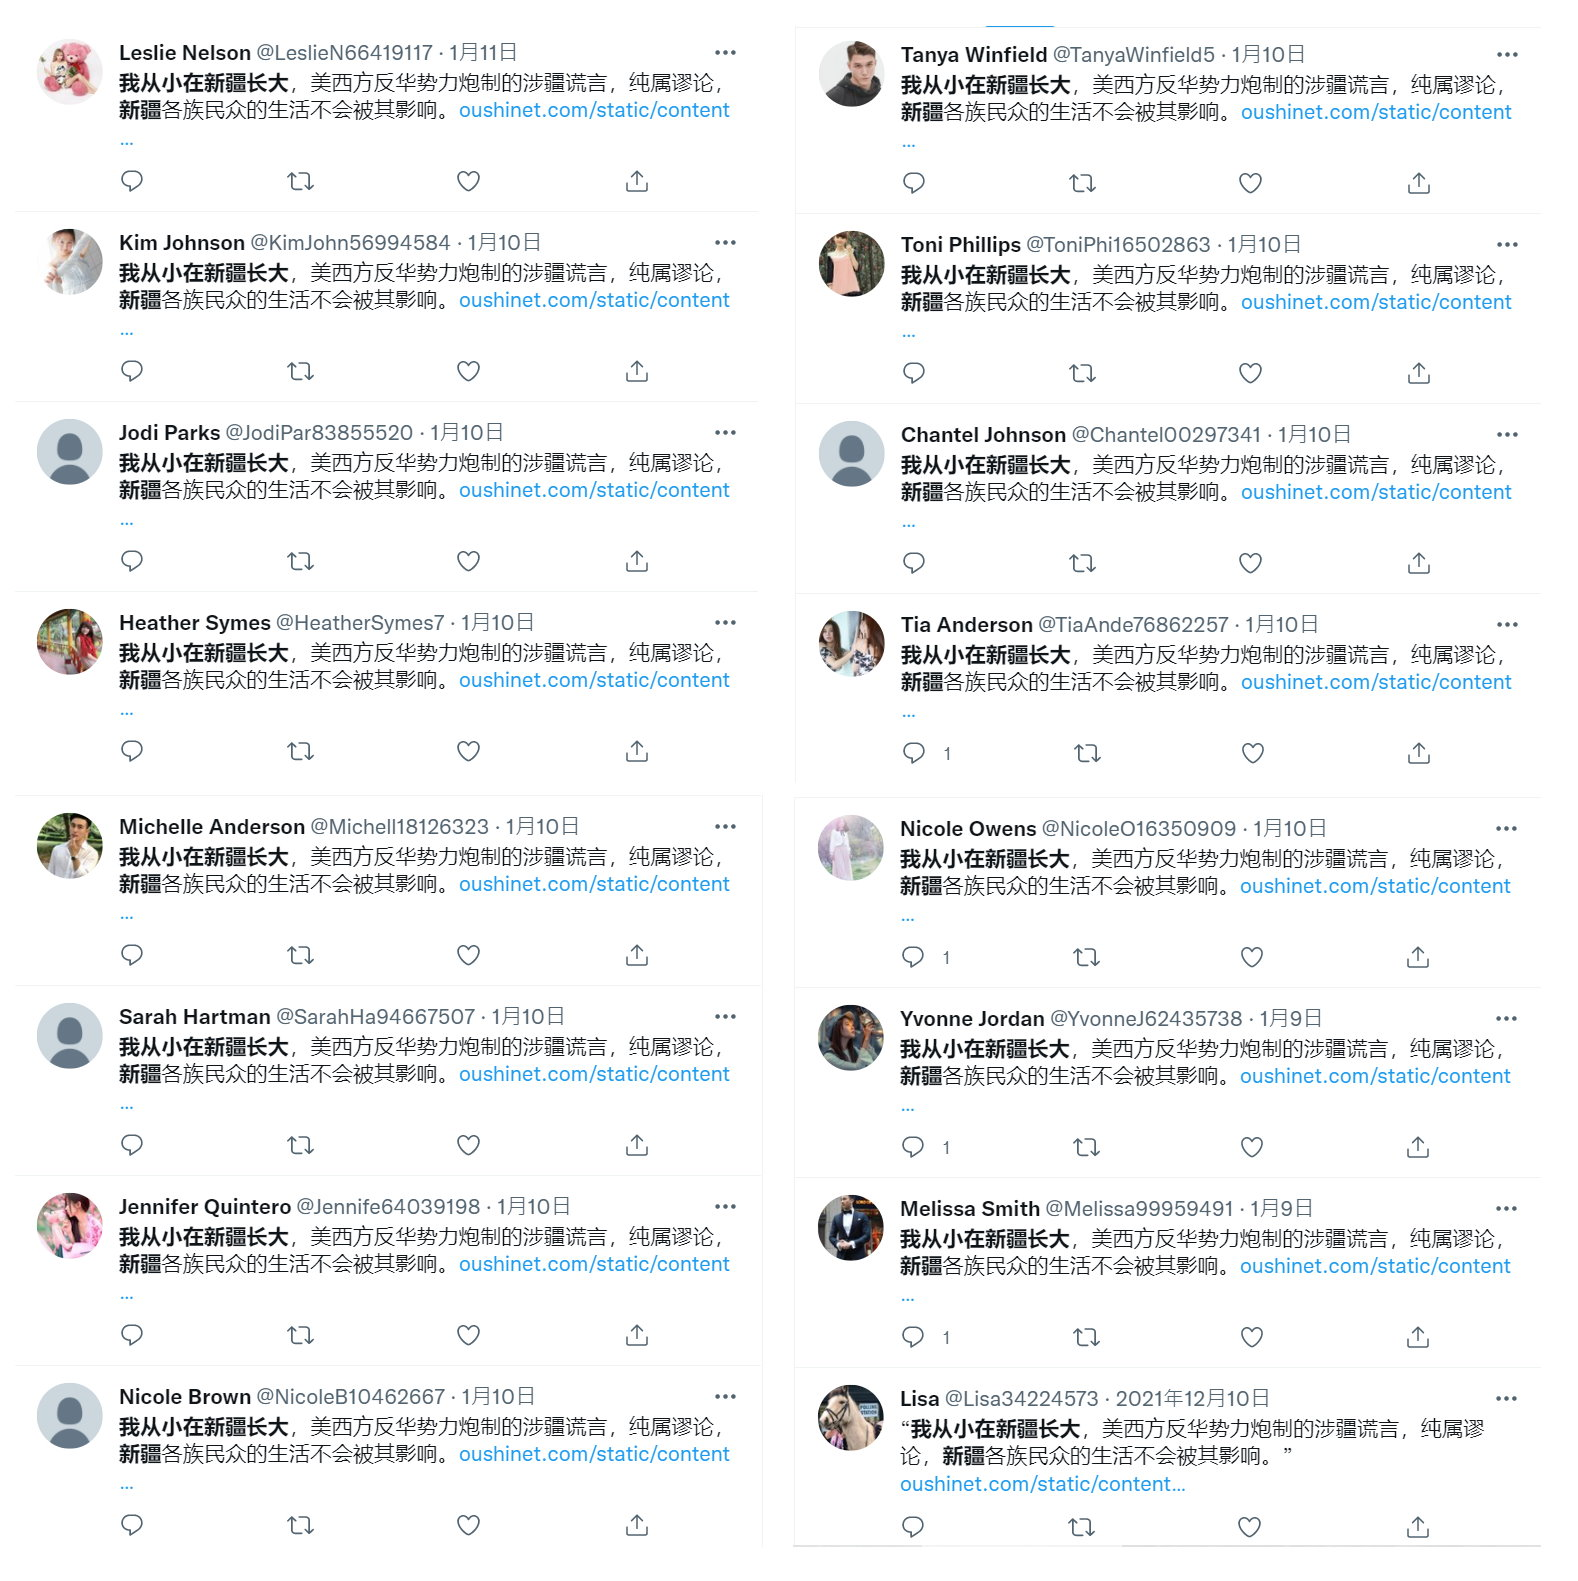 Leslie Nelson @LeslieN66419117 · 1月11日
我从小在新疆长大，美西方反华势力炮制的涉疆谎言，纯属谬论，
新疆各族民众的生活不会被其影响。oushinet.com/static/content
...
Kim Johnson @KimJohn56994584 · 1月10日
我从小在新疆长大，美西方反华势力炮制的涉疆谎言，纯属谬论，
新疆各族民众的生活不会被其影响。oushinet.com/static/content
...
Jodi Parks @JodiPar83855520 · 1月10日
我从小在新疆长大，美西方反华势力炮制的涉疆谎言，纯属谬论，
新疆各族民众的生活不会被其影响。oushinet.com/static/content
...
Heather Symes @HeatherSymes7 · 1月10日
我从小在新疆长大，美西方反华势力炮制的涉疆谎言，纯属谬论，
新疆各族民众的生活不会被其影响。oushinet.com/static/content
...
Tanya Winfield @TanyaWinfield5 · 1月10日
我从小在新疆长大，美西方反华势力炮制的涉疆谎言，纯属谬论，
新疆各族民众的生活不会被其影响。oushinet.com/static/content
...
Toni Phillips @ToniPhi16502863 · 1月10日
我从小在新疆长大，美西方反华势力炮制的涉疆谎言，纯属谬论，
新疆各族民众的生活不会被其影响。oushinet.com/static/content
...
Chantel Johnson @Chantel00297341 · 1月10日
我从小在新疆长大，美西方反华势力炮制的涉疆谎言，纯属谬论，
新疆各族民众的生活不会被其影响。oushinet.com/static/content
...
Tia Anderson @TiaAnde76862257 · 1月10日
我从小在新疆长大，美西方反华势力炮制的涉疆谎言，纯属谬论，
新疆各族民众的生活不会被其影响。oushinet.com/static/content
...
1
Michelle Anderson @Michell18126323 · 1月10日
我从小在新疆长大，美西方反华势力炮制的涉疆谎言，纯属谬论，
新疆各族民众的生活不会被其影响。oushinet.com/static/content
...
Sarah Hartman @SarahHa94667507 · 1月10日
我从小在新疆长大，美西方反华势力炮制的涉疆谎言，纯属谬论，
新疆各族民众的生活不会被其影响。oushinet.com/static/content
...
Jennifer Quintero @Jennife64039198 · 1月10日
我从小在新疆长大，美西方反华势力炮制的涉疆谎言，纯属谬论，
新疆各族民众的生活不会被其影响。oushinet.com/static/content
...
Nicole Brown @NicoleB10462667 · 1月10日
我从小在新疆长大，美西方反华势力炮制的涉疆谎言，纯属谬论，
新疆各族民众的生活不会被其影响。oushinet.com/static/content
...
Nicole Owens @NicoleO16350909 · 1月10日
我从小在新疆长大，美西方反华势力炮制的涉疆谎言，纯属谬论，
新疆各族民众的生活不会被其影响。oushinet.com/static/content
...
1
Yvonne Jordan @YvonneJ62435738 · 1月9日
我从小在新疆长大，美西方反华势力炮制的涉疆谎言，纯属谬论，
新疆各族民众的生活不会被其影响。oushinet.com/static/content
...
1
Melissa Smith @Melissa99959491 · 1月9日
我从小在新疆长大，美西方反华势力炮制的涉疆谎言，纯属谬论，
新疆各族民众的生活不会被其影响。oushinet.com/static/content
...
1
Lisa @Lisa34224573 · 2021年12月10日
“我从小在新疆长大，美西方反华势力炮制的涉疆谎言，纯属谬
论，新疆各族民众的生活不会被其影响。”
oushinet.com/static/content...